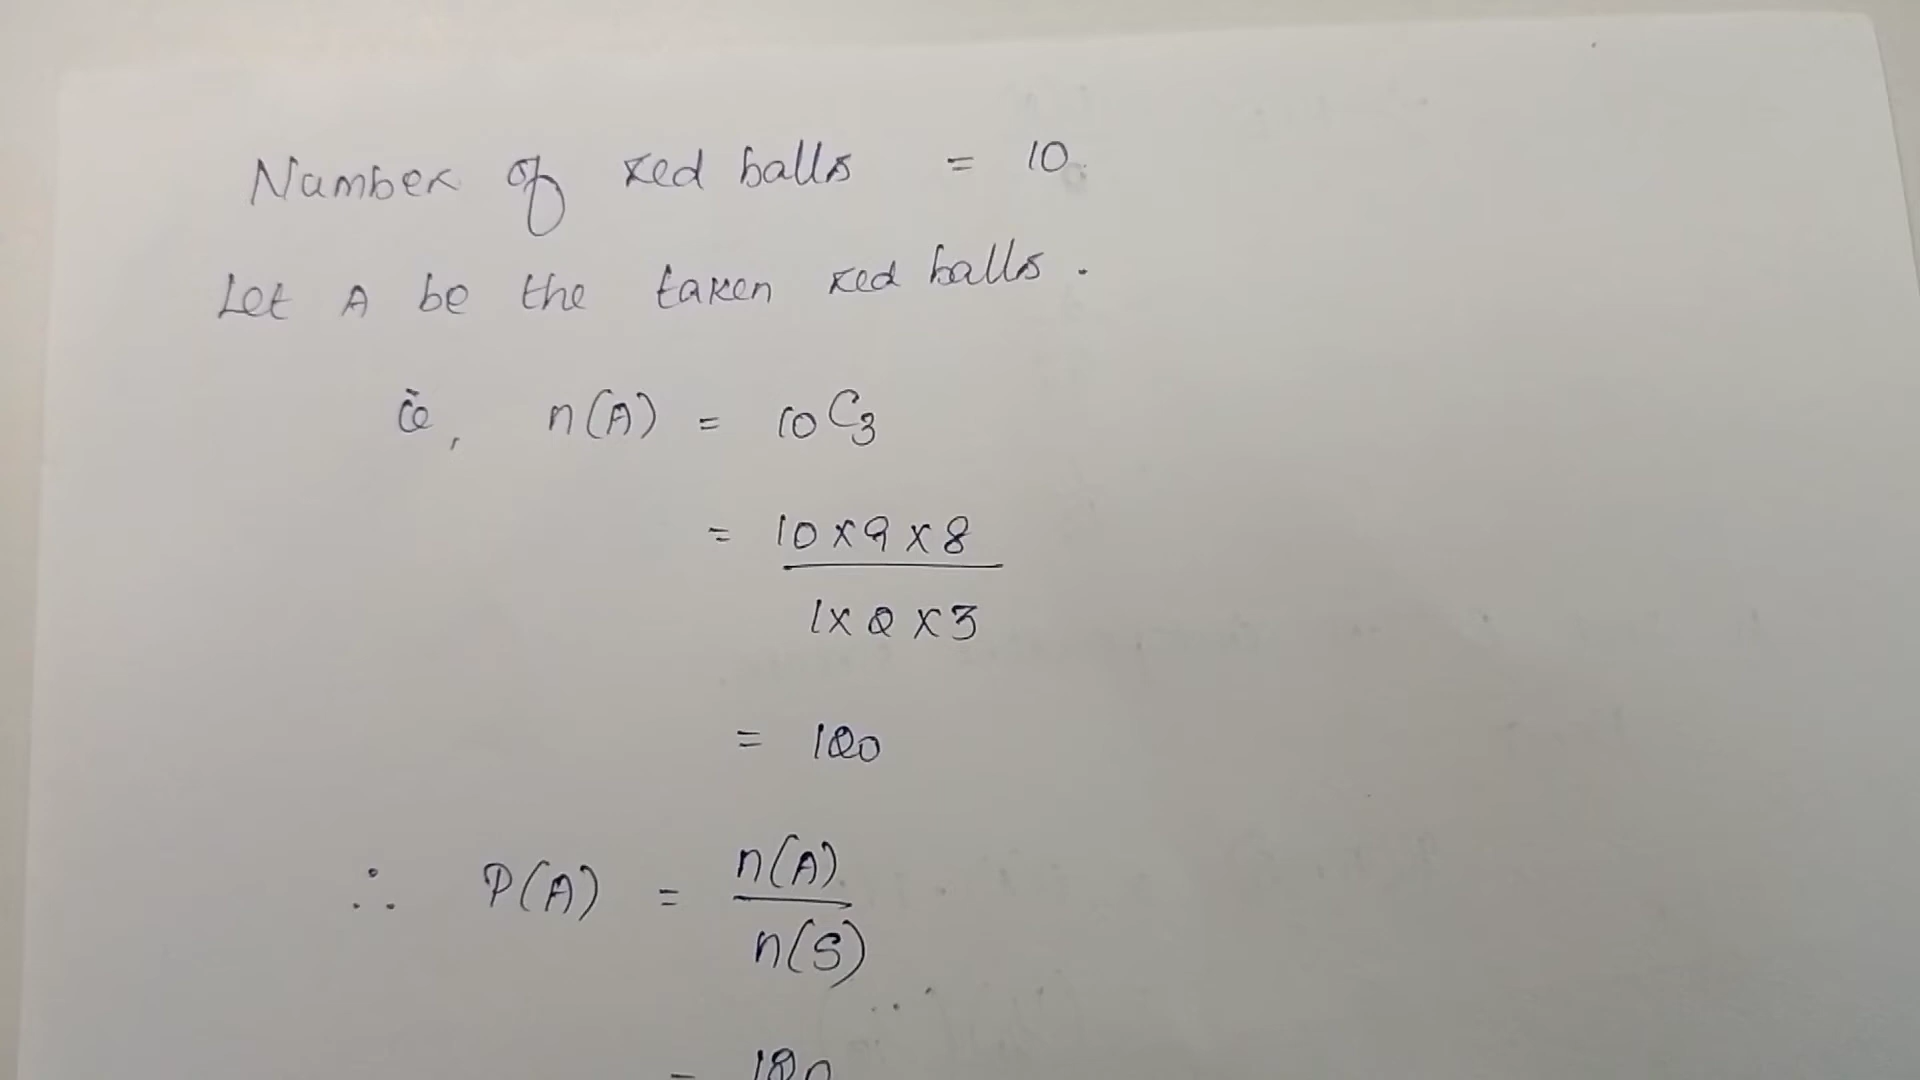 Number of red balls = 10.
Let A be the taken red balls.
ie, n(A) = 10C3
= 10 x 9 x 8
1 x 2 x 3
= 120
∴ P(A) = n(A)
n(S)
= 120